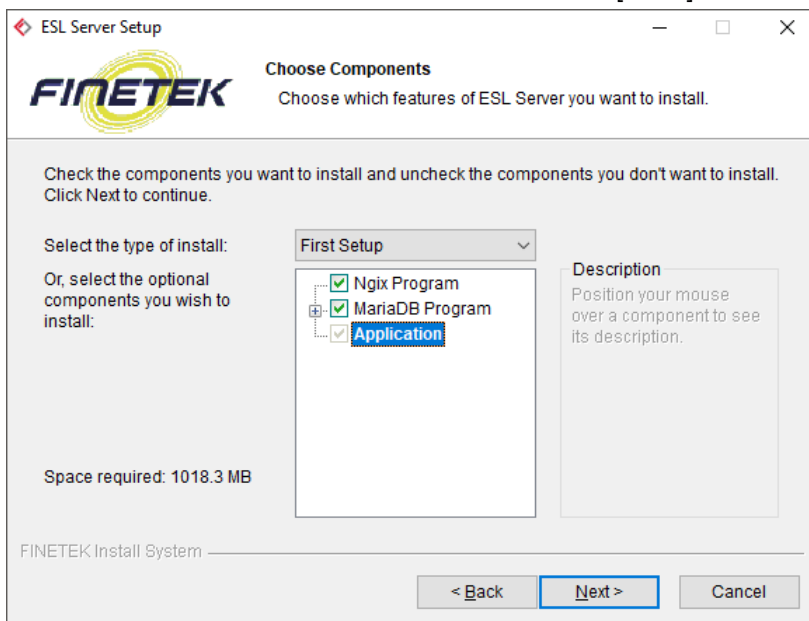 ESL Server Setup
FINETEK
Choose Components
Choose which features of ESL Server you want to install.
Check the components you want to install and uncheck the components you don't want to install.
Click Next to continue.
Select the type of install:
First Setup
Or, select the optional
components you wish to
install:
Ngix Program
MariaDB Program
Application
Description
Position your mouse
over a component to see
its description.
Space required: 1018.3 MB
FINETEK Install System
< Back
Next >
Cancel